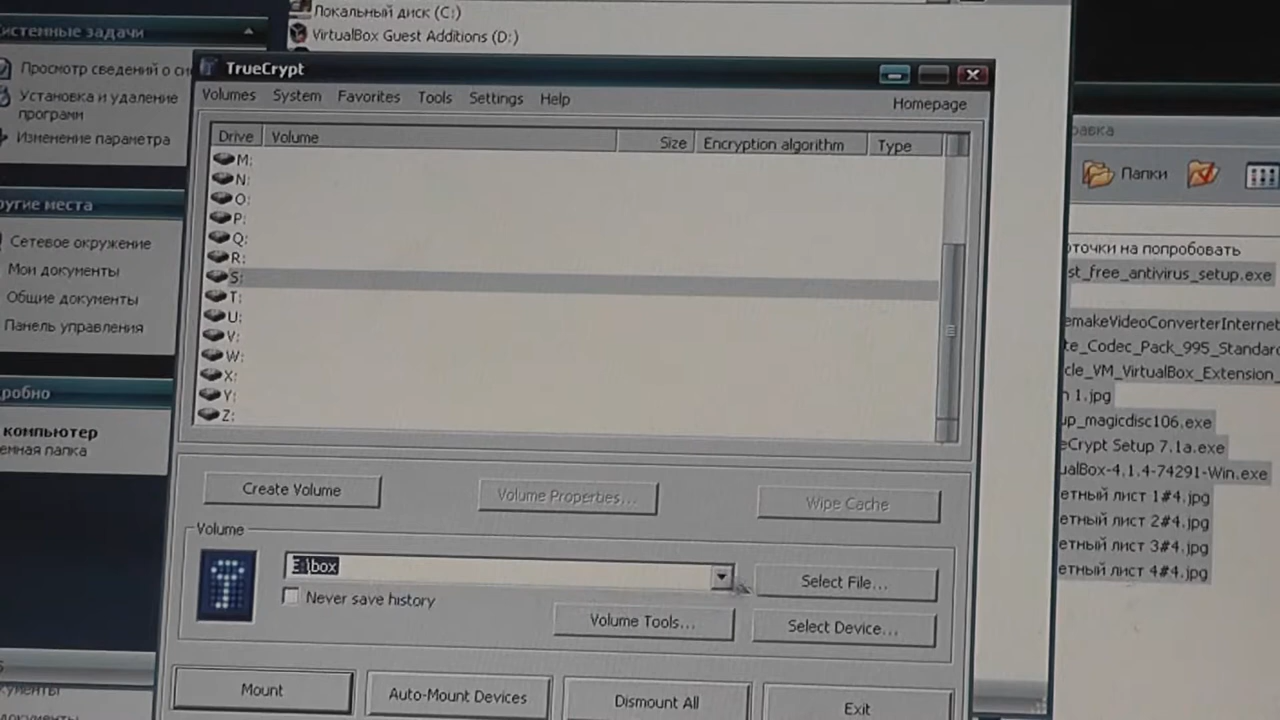 Локальный диск (C:)
VirtualBox Guest Additions (D:)
истемные задачи
Просмотр сведений о си
Установка и удаление
программ
Изменение параметра
ругие места
Сетевое окружение
Мои документы
Общие документы
Панель управления
робно
компьютер
енная папка
TrueCrypt
Volumes System Favorites Tools Settings Help Homepage
Drive Volume Size Encryption algorithm Type
M:
N:
O:
P:
Q:
R:
S:
T:
U:
V:
W:
X:
Y:
Z:
Create Volume Volume Properties... Wipe Cache
Volume
E:\box
Select File...
Never save history
Volume Tools... Select Device...
Mount Auto-Mount Devices Dismount All Exit
равка
Папки
рточки на попробовать
st_free_antivirus_setup.exe
emakeVideoConverterInternet
te_Codec_Pack_995_Standard
cle_VM_VirtualBox_Extension_
n 1.jpg
up_magicdisc106.exe
eCrypt Setup 7.1a.exe
ualBox-4.1.4-74291-Win.exe
етный лист 1#4.jpg
етный лист 2#4.jpg
етный лист 3#4.jpg
етный лист 4#4.jpg